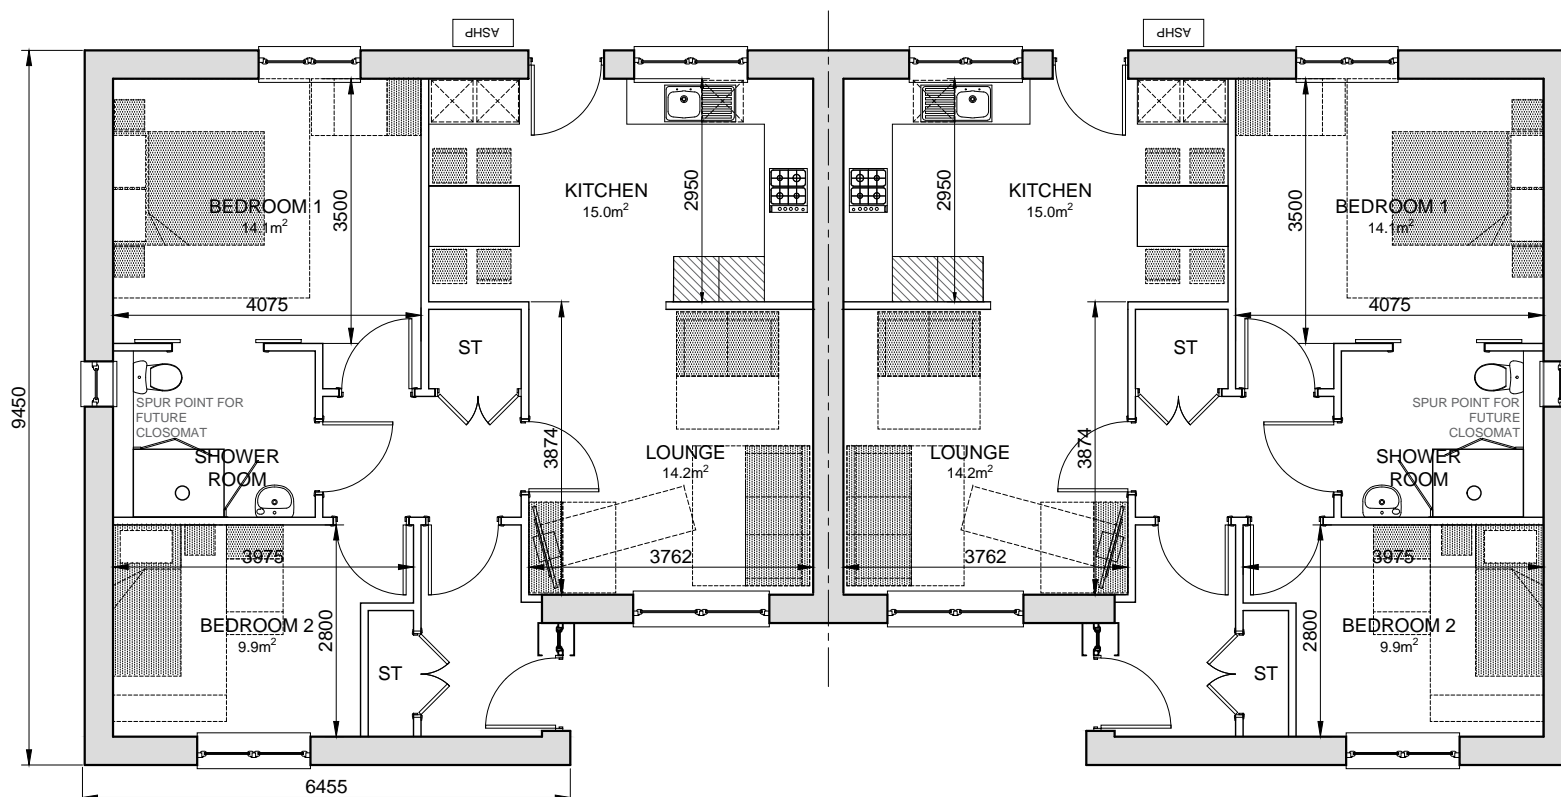 ASHP
ASHP
KITCHEN
15.0m²
KITCHEN
15.0m²
2950
2950
BEDROOM 1
14.1m²
BEDROOM 1
14.1m²
3500
3500
4075
4075
ST
ST
SPUR POINT FOR
FUTURE
CLOSOMAT
SPUR POINT FOR
FUTURE
CLOSOMAT
9450
3874
3874
SHOWER
ROOM
LOUNGE
14.2m²
LOUNGE
14.2m²
SHOWER
ROOM
3975
3762
3762
3975
BEDROOM 2
9.9m²
2800
BEDROOM 2
9.9m²
2800
ST
ST
6455